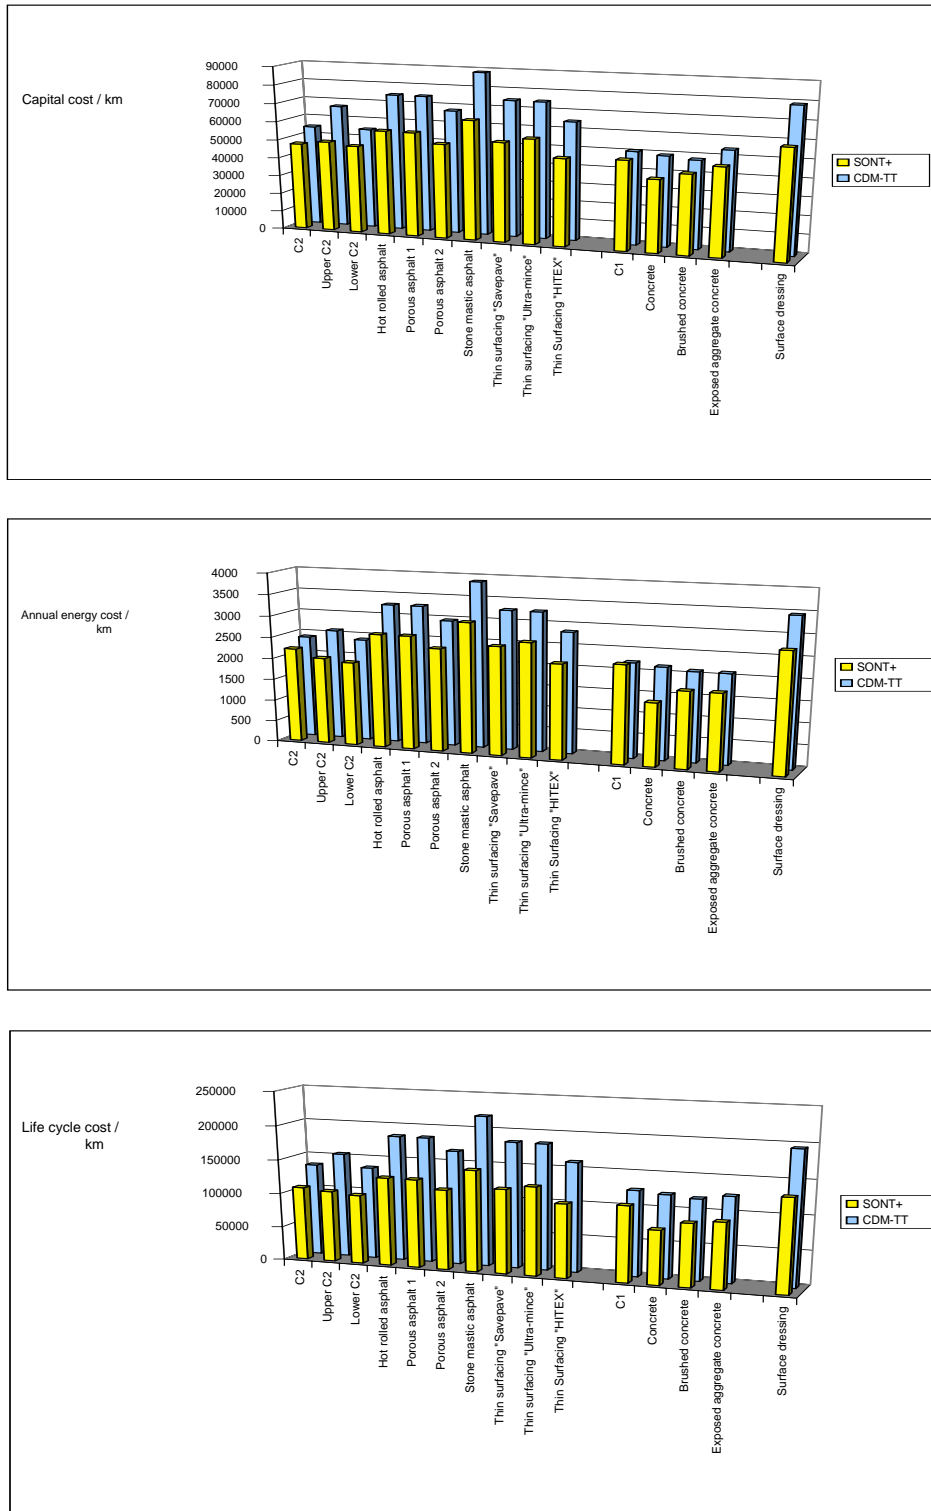 Capital cost / km
90000
80000
70000
60000
50000
40000
30000
20000
10000
0
C2
Upper C2
Lower C2
Hot rolled asphalt
Porous asphalt 1
Porous asphalt 2
Stone mastic asphalt
Thin surfacing "Savepave"
Thin surfacing "Ultra-mince"
Thin Surfacing "HITEX"
C1
Concrete
Brushed concrete
Exposed aggregate concrete
Surface dressing
SONT+
CDM-TT
Annual energy cost /
km
4000
3500
3000
2500
2000
1500
1000
500
0
C2
Upper C2
Lower C2
Hot rolled asphalt
Porous asphalt 1
Porous asphalt 2
Stone mastic asphalt
Thin surfacing "Savepave"
Thin surfacing "Ultra-mince"
Thin Surfacing "HITEX"
C1
Concrete
Brushed concrete
Exposed aggregate concrete
Surface dressing
SONT+
CDM-TT
Life cycle cost /
km
250000
200000
150000
100000
50000
0
C2
Upper C2
Lower C2
Hot rolled asphalt
Porous asphalt 1
Porous asphalt 2
Stone mastic asphalt
Thin surfacing "Savepave"
Thin surfacing "Ultra-mince"
Thin Surfacing "HITEX"
C1
Concrete
Brushed concrete
Exposed aggregate concrete
Surface dressing
SONT+
CDM-TT